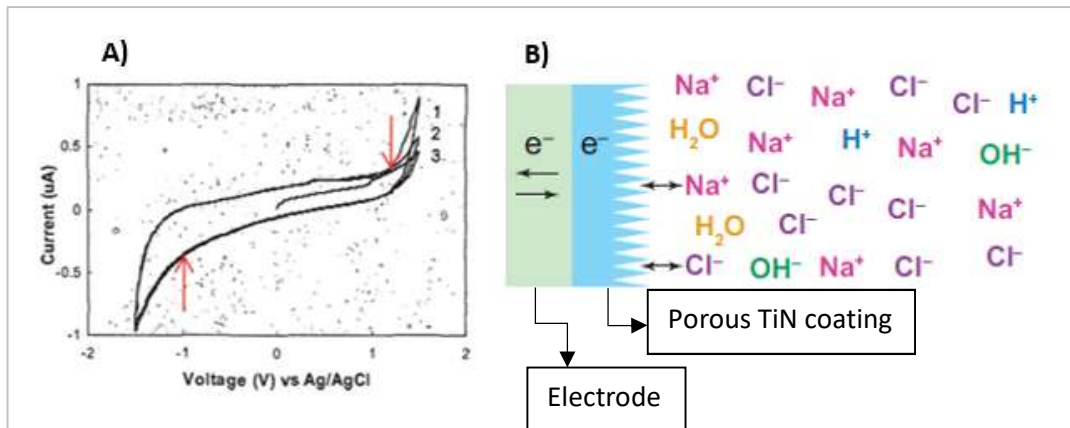 A)
1
0.5
0
-0.5
-1
-2
-1
0
1
2
1
2
3
Current (uA)
Voltage (V) vs Ag/AgCl
B)
e⁻
e⁻
Na⁺ Cl⁻ Na⁺ Cl⁻ Cl⁻ H⁺
H₂O Na⁺ H⁺ Na⁺ OH⁻
Na⁺ Cl⁻ Cl⁻ Cl⁻ Na⁺
H₂O Cl⁻
Cl⁻ OH⁻ Na⁺ Cl⁻ Cl⁻
Porous TiN coating
Electrode